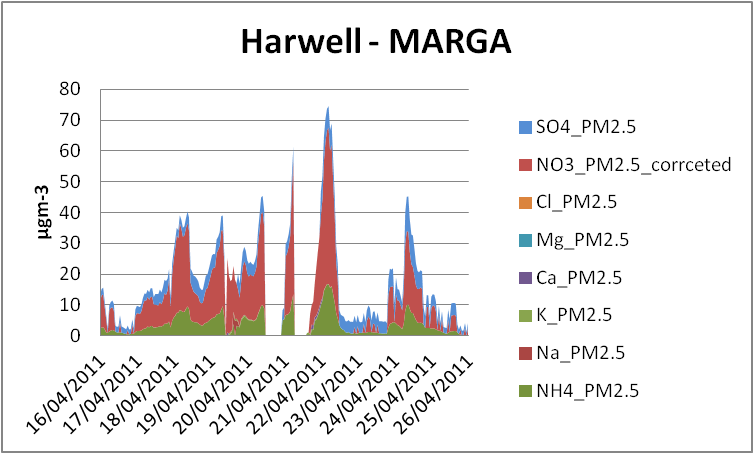 Harwell - MARGA
µgm-3
80
70
60
50
40
30
20
10
0
16/04/2011
17/04/2011
18/04/2011
19/04/2011
20/04/2011
21/04/2011
22/04/2011
23/04/2011
24/04/2011
25/04/2011
26/04/2011
SO4_PM2.5
NO3_PM2.5_corrceted
Cl_PM2.5
Mg_PM2.5
Ca_PM2.5
K_PM2.5
Na_PM2.5
NH4_PM2.5